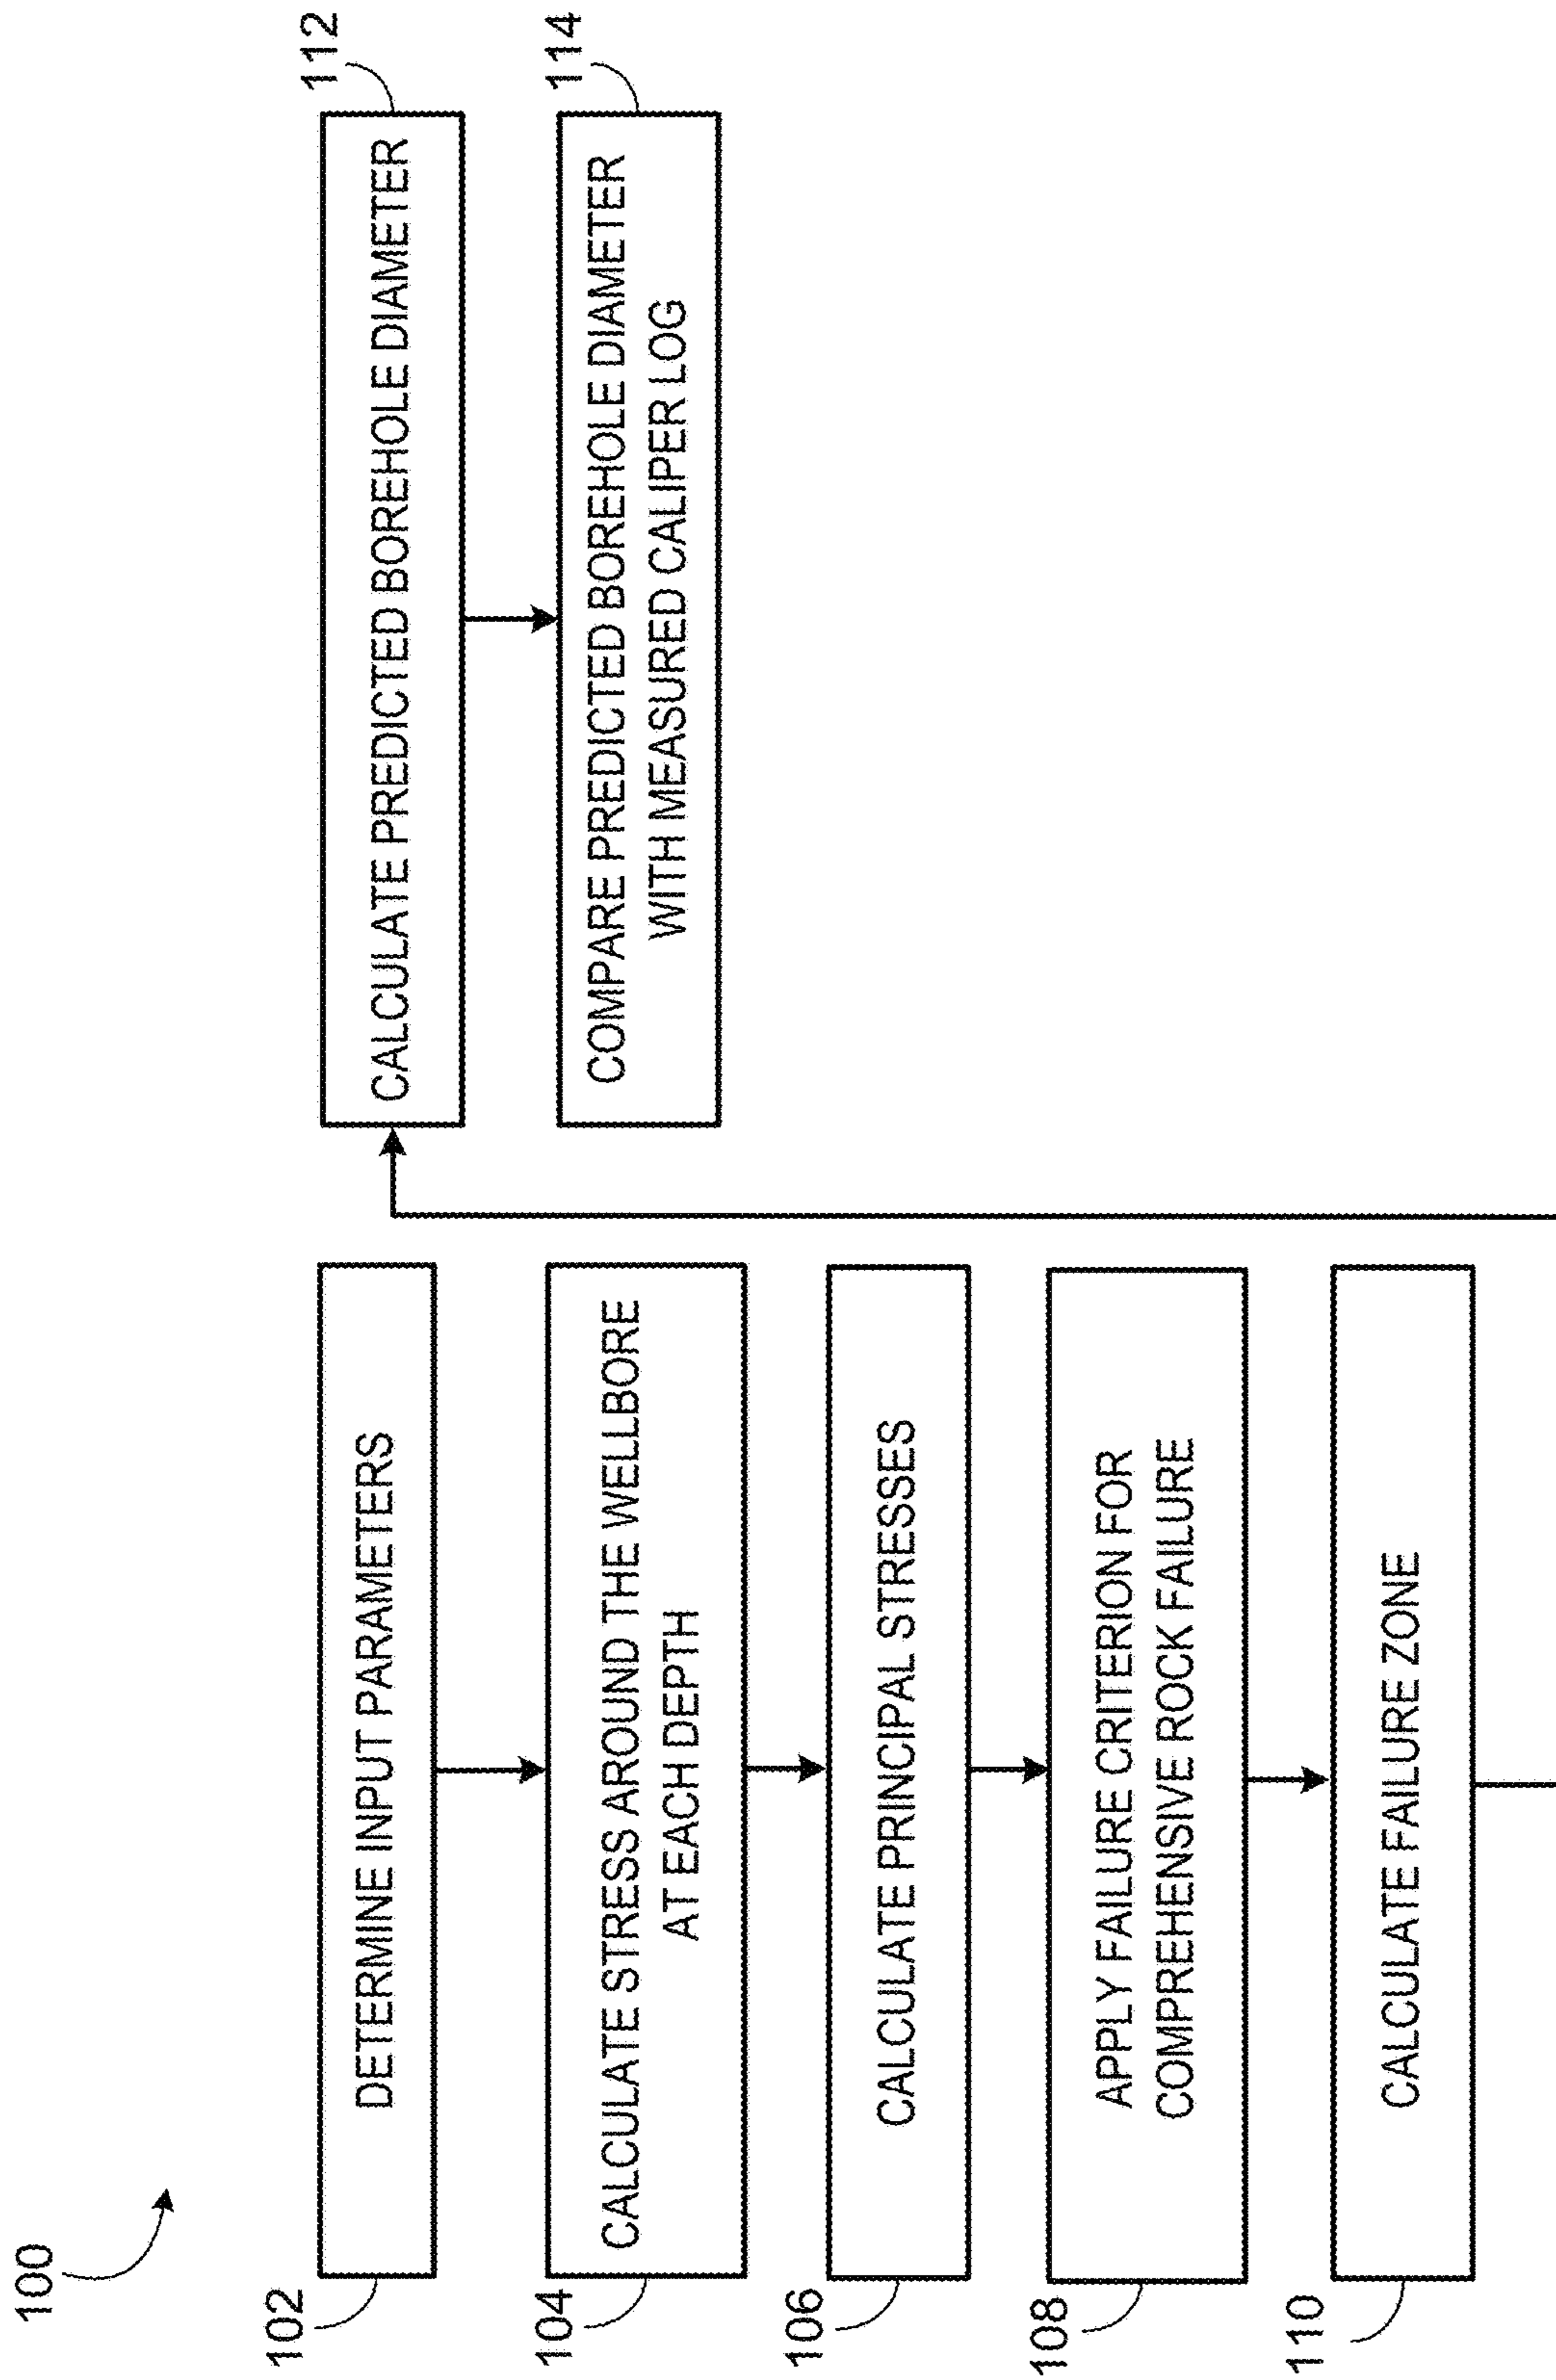 100
102
DETERMINE INPUT PARAMETERS
104
CALCULATE STRESS AROUND THE WELLBORE
AT EACH DEPTH
106
CALCULATE PRINCIPAL STRESSES
108
APPLY FAILURE CRITERION FOR
COMPREHENSIVE ROCK FAILURE
110
CALCULATE FAILURE ZONE
112
CALCULATE PREDICTED BOREHOLE DIAMETER
114
COMPARE PREDICTED BOREHOLE DIAMETER
WITH MEASURED CALIPER LOG